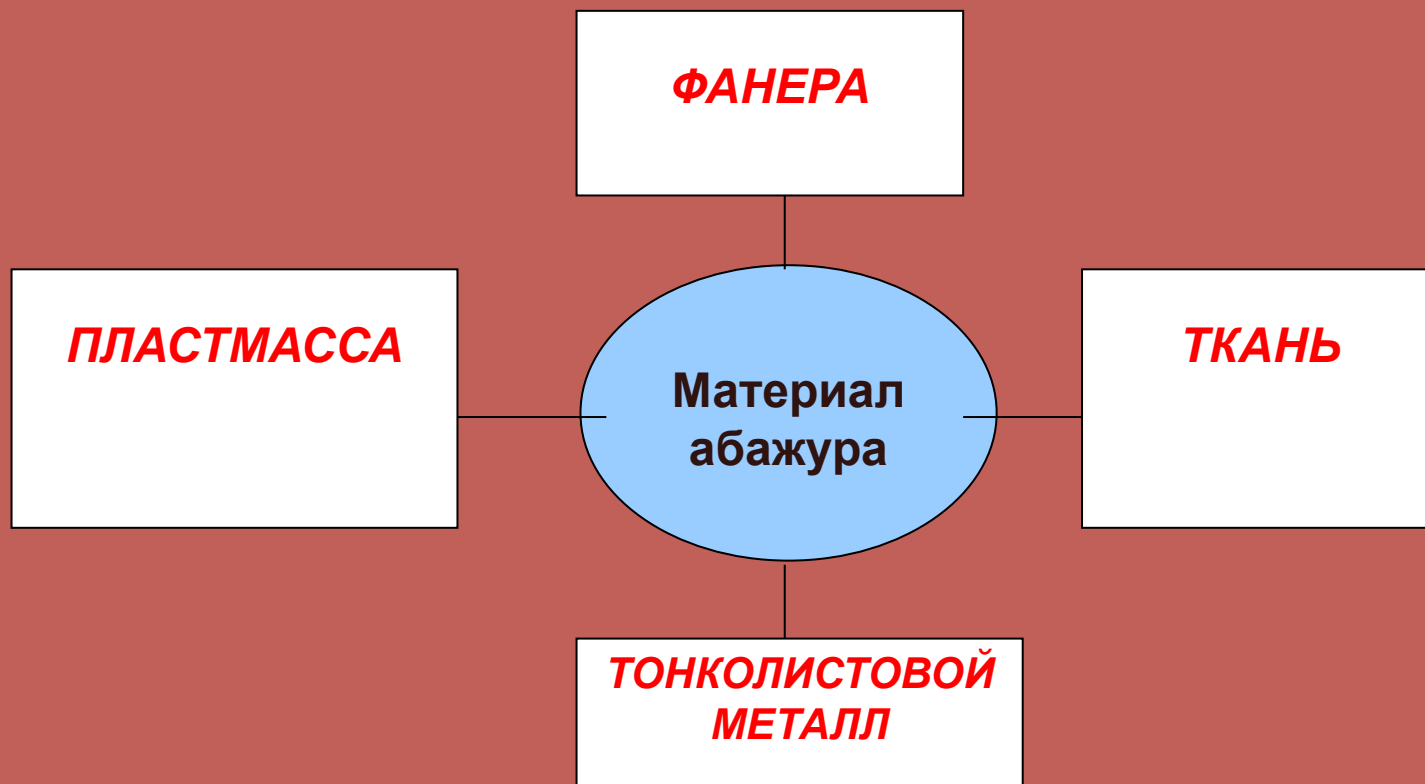 ФАНЕРА
ПЛАСТМАССА
Материал
абажура
ТКАНЬ
ТОНКОЛИСТОВОЙ
МЕТАЛЛ